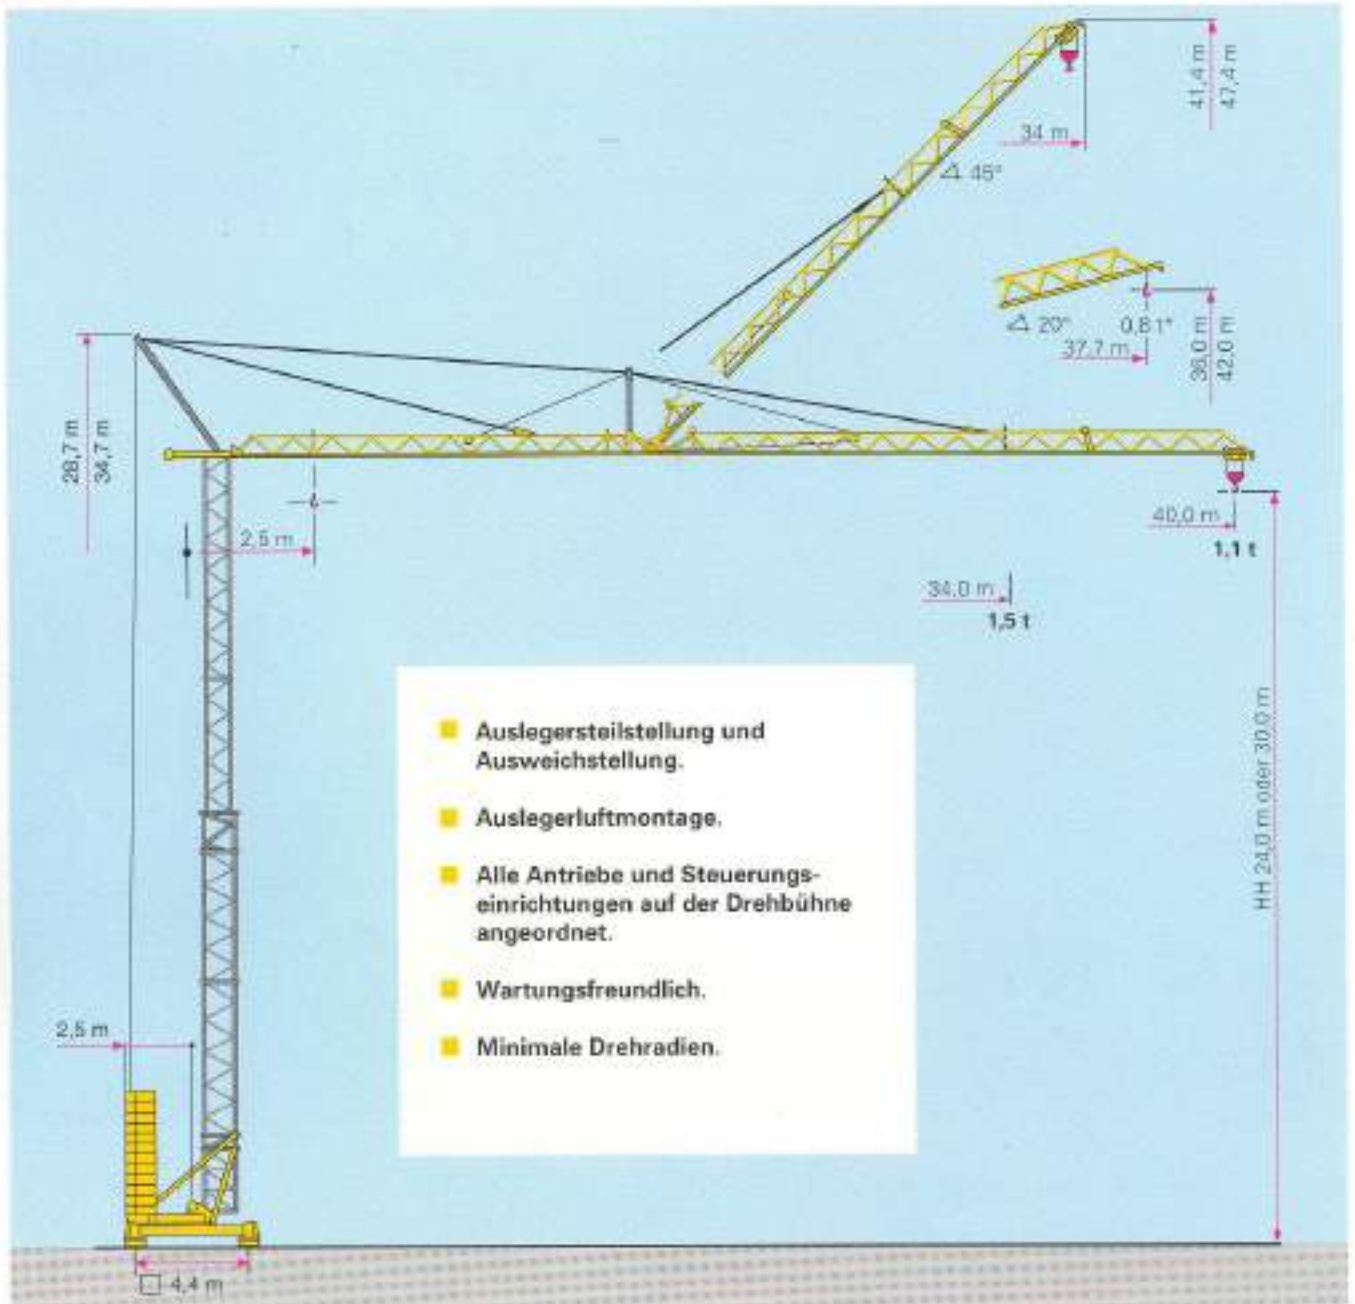 41,4 m
47,4 m
34 m
45°
20°
0,8 t*
37,7 m
36,0 m
42,0 m
28,7 m
34,7 m
2,5 m
40,0 m
1,1 t
34,0 m
1,5 t
HH 24,0 m oder 30,0 m
Auslegersteilstellung und
Ausweichstellung.
Auslegerluftmontage.
Alle Antriebe und Steuerungs-
einrichtungen auf der Drehbühne
angeordnet.
Wartungsfreundlich.
Minimale Drehradien.
2,5 m
4,4 m